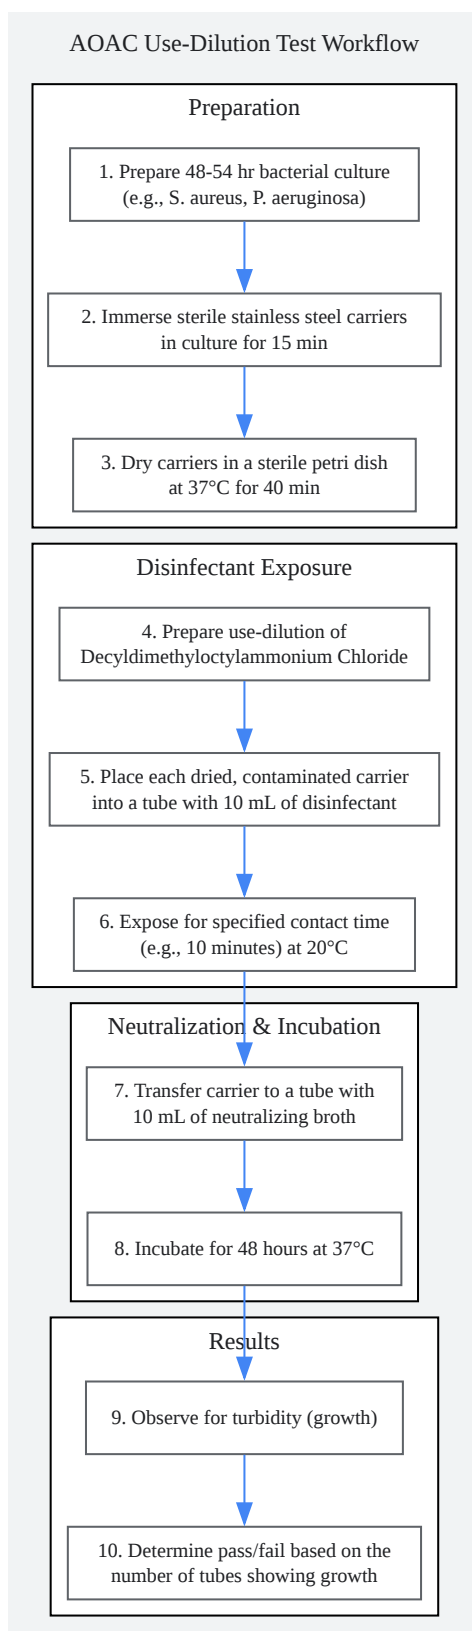 AOAC Use-Dilution Test Workflow
Preparation
1. Prepare 48-54 hr bacterial culture
(e.g., S. aureus, P. aeruginosa)
2. Immerse sterile stainless steel carriers
in culture for 15 min
3. Dry carriers in a sterile petri dish
at 37°C for 40 min
Disinfectant Exposure
4. Prepare use-dilution of
Decyldimethyloctylammonium Chloride
5. Place each dried, contaminated carrier
into a tube with 10 mL of disinfectant
6. Expose for specified contact time
(e.g., 10 minutes) at 20°C
Neutralization & Incubation
7. Transfer carrier to a tube with
10 mL of neutralizing broth
8. Incubate for 48 hours at 37°C
Results
9. Observe for turbidity (growth)
10. Determine pass/fail based on the
number of tubes showing growth